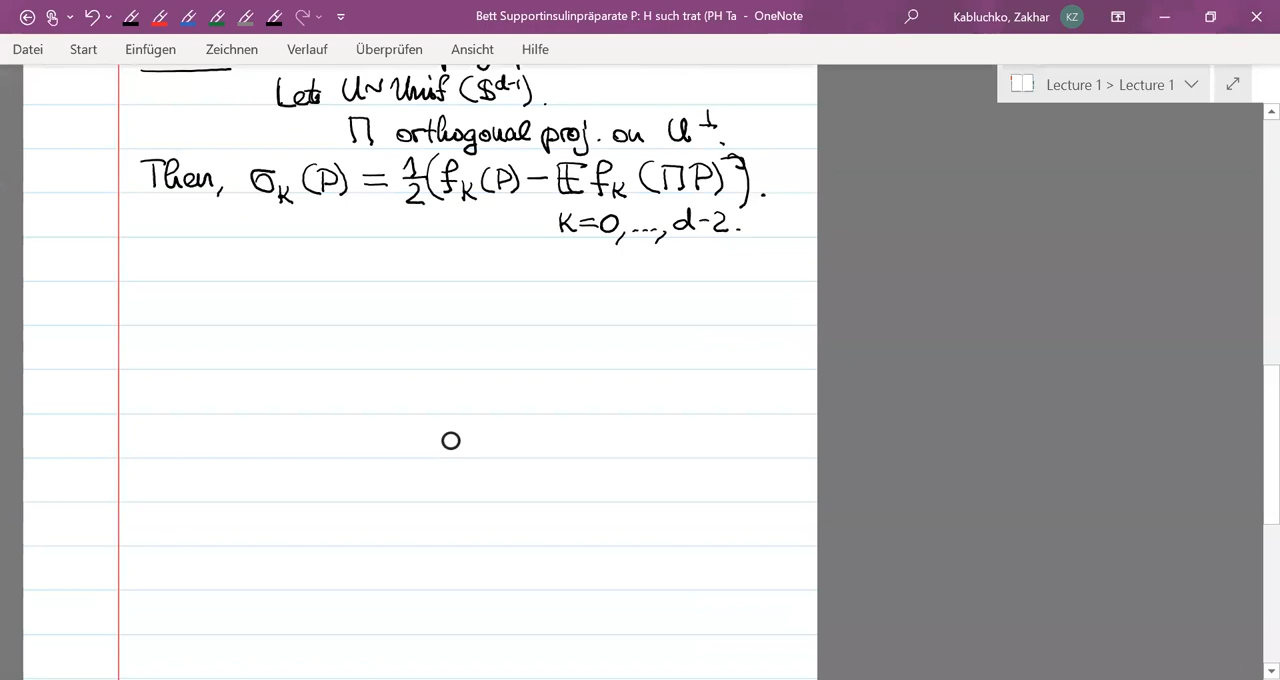 Bett Supportinsulinpräparate P: H such trat (PH Ta - OneNote
Kabluchko, Zakhar KZ
Datei Start Einfügen Zeichnen Verlauf Überprüfen Ansicht Hilfe
Lecture 1 > Lecture 1
Let U ~ Unif (𝕊^{d-1}).
Π orthogonal proj. on U^⊥.
Then, σ_k(P) = 1/2 (f_k(P) - 𝔼 f_k(ΠP)).
k=0,...,d-2.